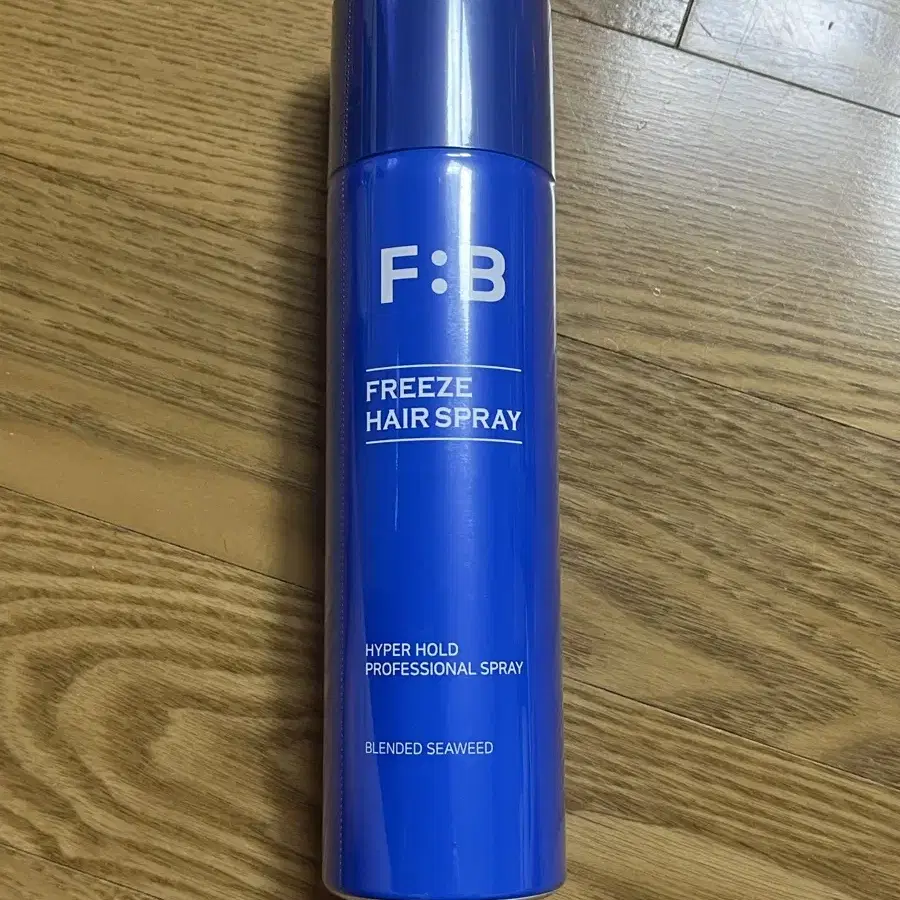 F:B
FREEZE
HAIR SPRAY
HYPER HOLD
PROFESSIONAL SPRAY
BLENDED SEAWEED